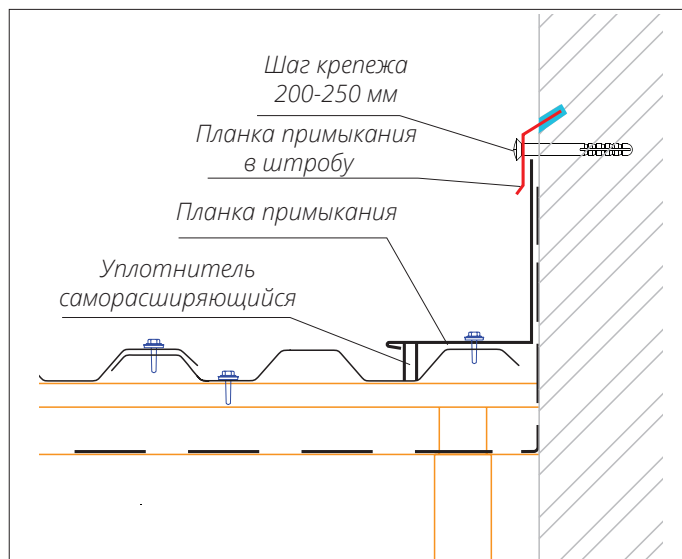 Шаг крепежа
200-250 мм
Планка примыкания
в штробу
Планка примыкания
Уплотнитель
саморасширяющийся